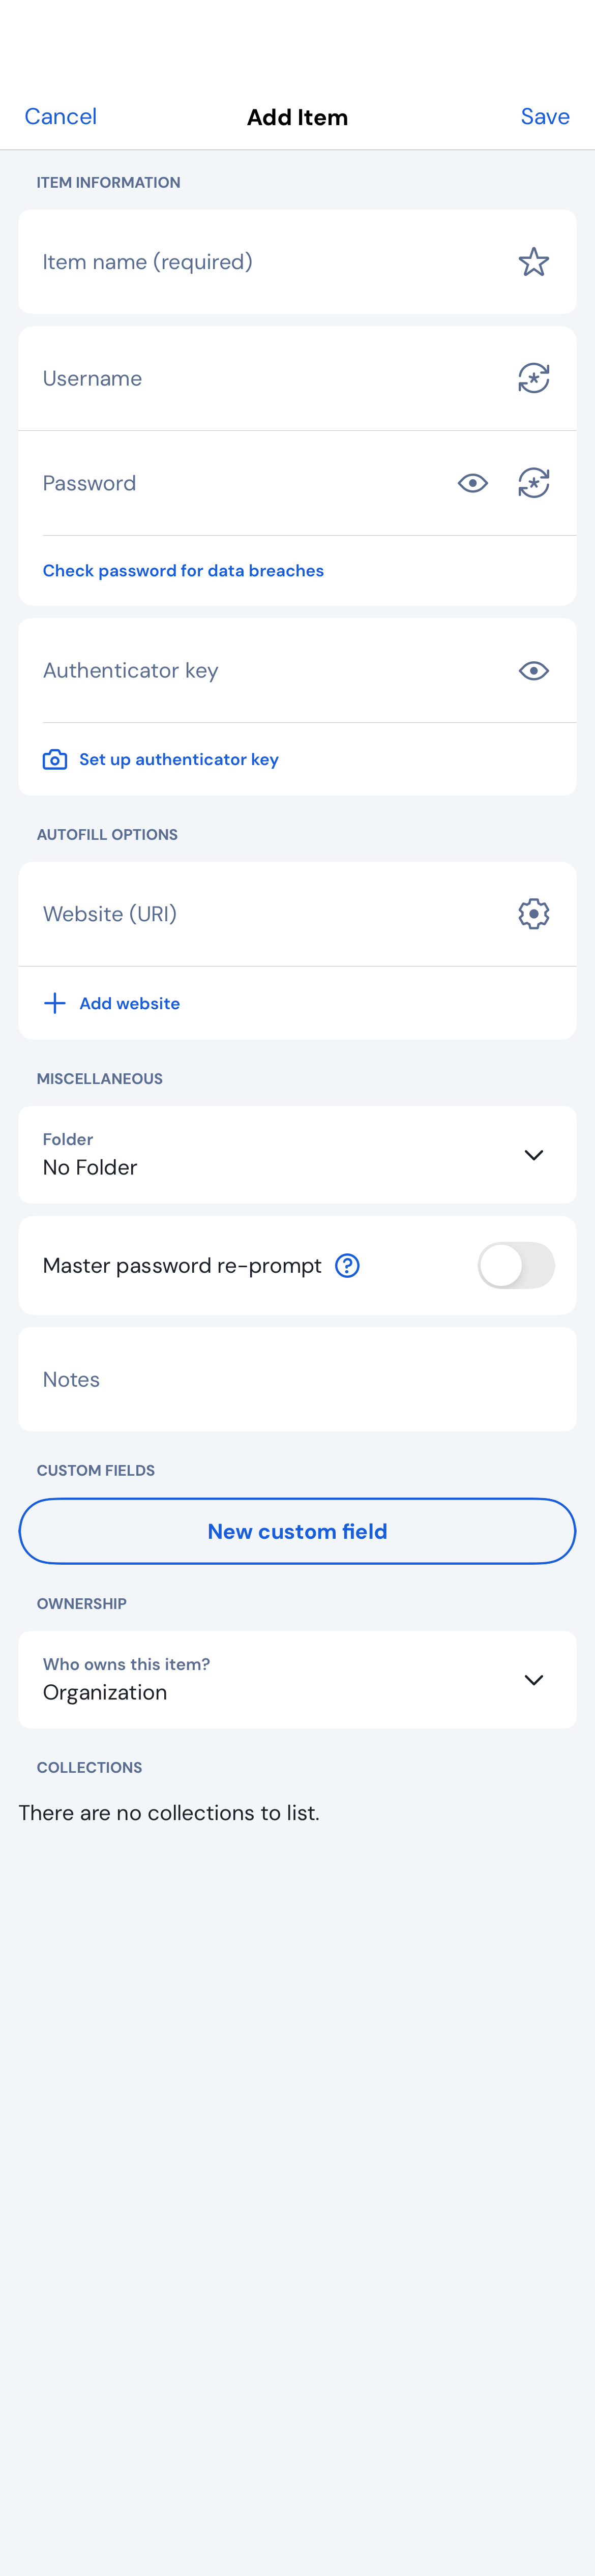 Cancel
Add Item
Save
ITEM INFORMATION
Item name (required)
Username
Password
Check password for data breaches
Authenticator key
Set up authenticator key
AUTOFILL OPTIONS
Website (URI)
Add website
MISCELLANEOUS
Folder
No Folder
Master password re-prompt
Notes
CUSTOM FIELDS
New custom field
OWNERSHIP
Who owns this item?
Organization
COLLECTIONS
There are no collections to list.